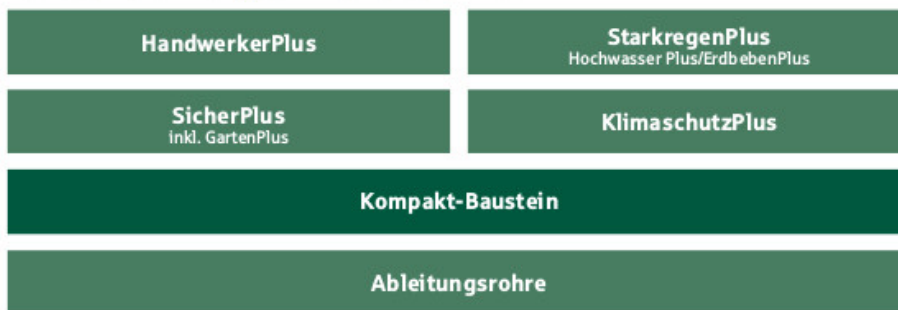 HandwerkerPlus
StarkregenPlus
Hochwasser Plus/ErdbebenPlus
SicherPlus
inkl. GartenPlus
KlimaschutzPlus
Kompakt-Baustein
Ableitungsrohre